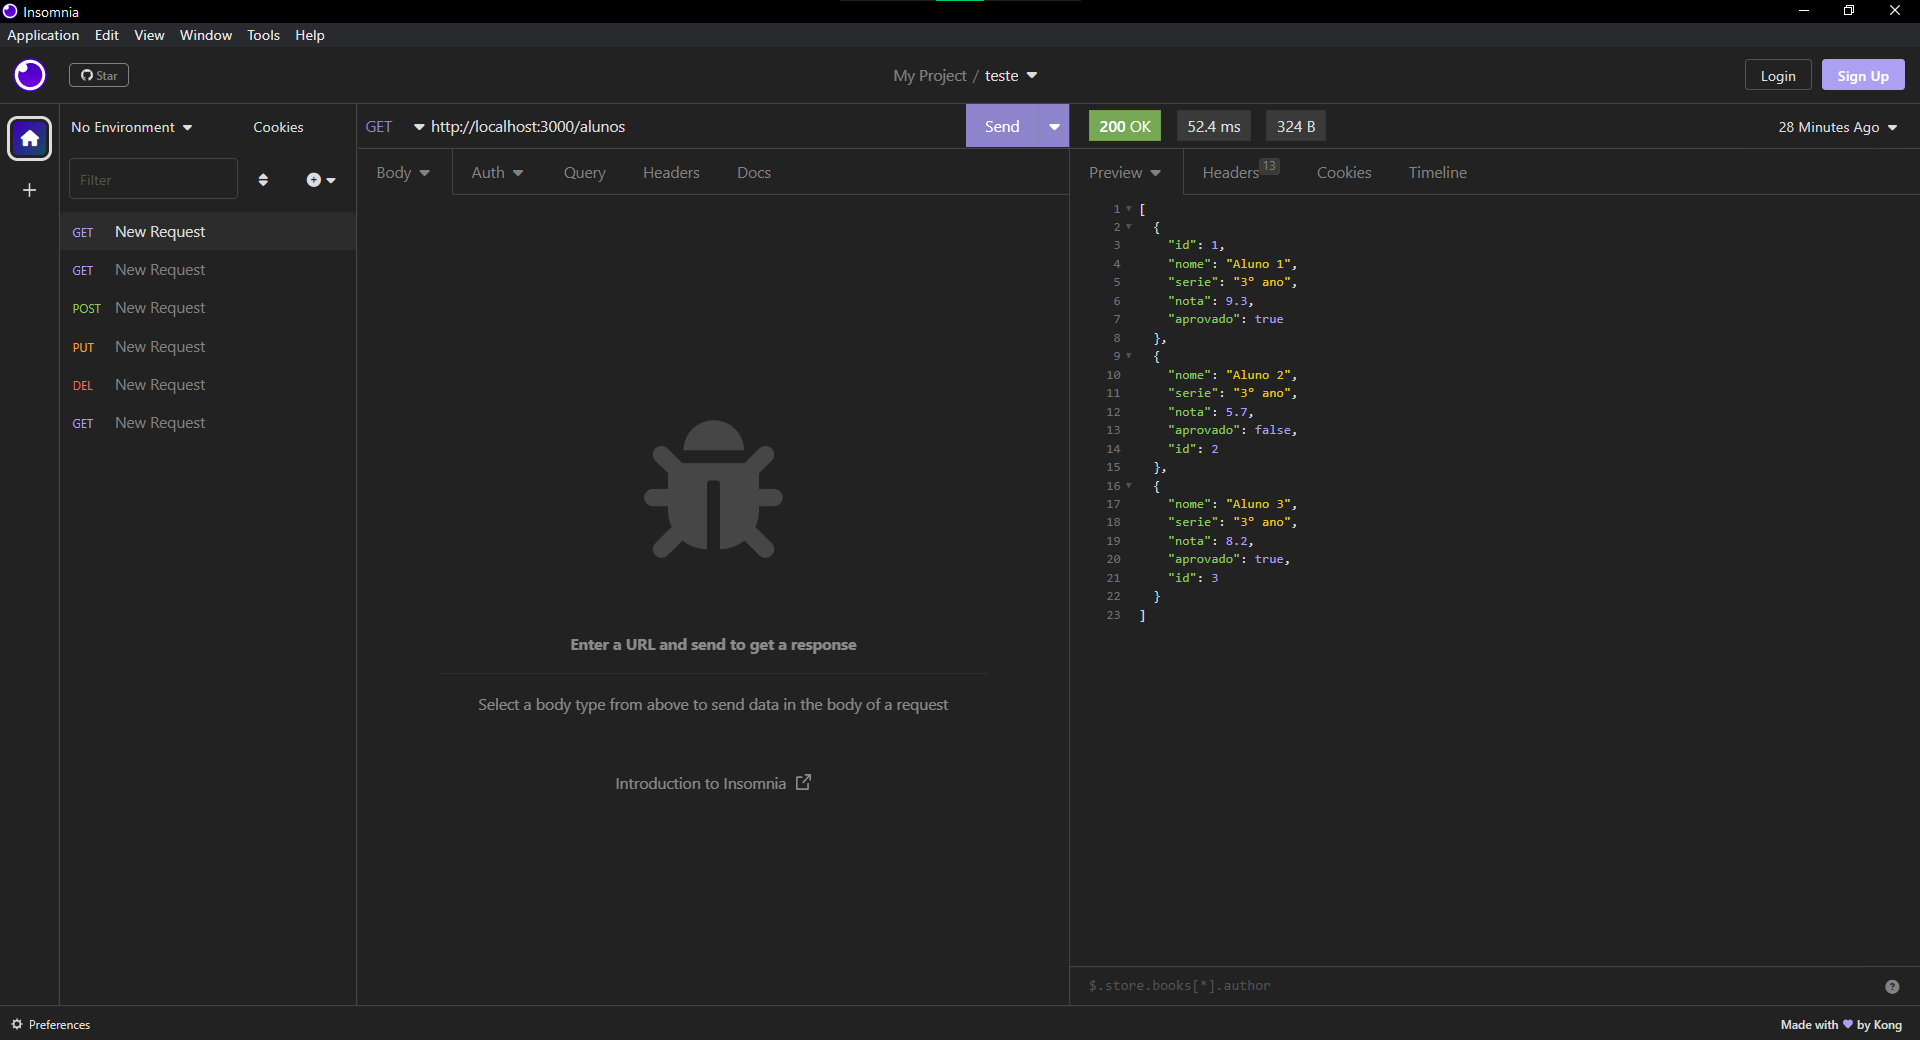 Insomnia
Application Edit View Window Tools Help
Star
My Project / teste
Login Sign Up
No Environment Cookies
Filter
GET New Request
GET New Request
POST New Request
PUT New Request
DEL New Request
GET New Request
GET http://localhost:3000/alunos Send
Body Auth Query Headers Docs
Enter a URL and send to get a response
Select a body type from above to send data in the body of a request
Introduction to Insomnia
200 OK 52.4 ms 324 B 28 Minutes Ago
Preview Headers 13 Cookies Timeline
1 [
2 {
3 "id": 1,
4 "nome": "Aluno 1",
5 "serie": "3° ano",
6 "nota": 9.3,
7 "aprovado": true
8 },
9 {
10 "nome": "Aluno 2",
11 "serie": "3° ano",
12 "nota": 5.7,
13 "aprovado": false,
14 "id": 2
15 },
16 {
17 "nome": "Aluno 3",
18 "serie": "3° ano",
19 "nota": 8.2,
20 "aprovado": true,
21 "id": 3
22 }
23 ]
$.store.books[*].author
Preferences
Made with ♥ by Kong